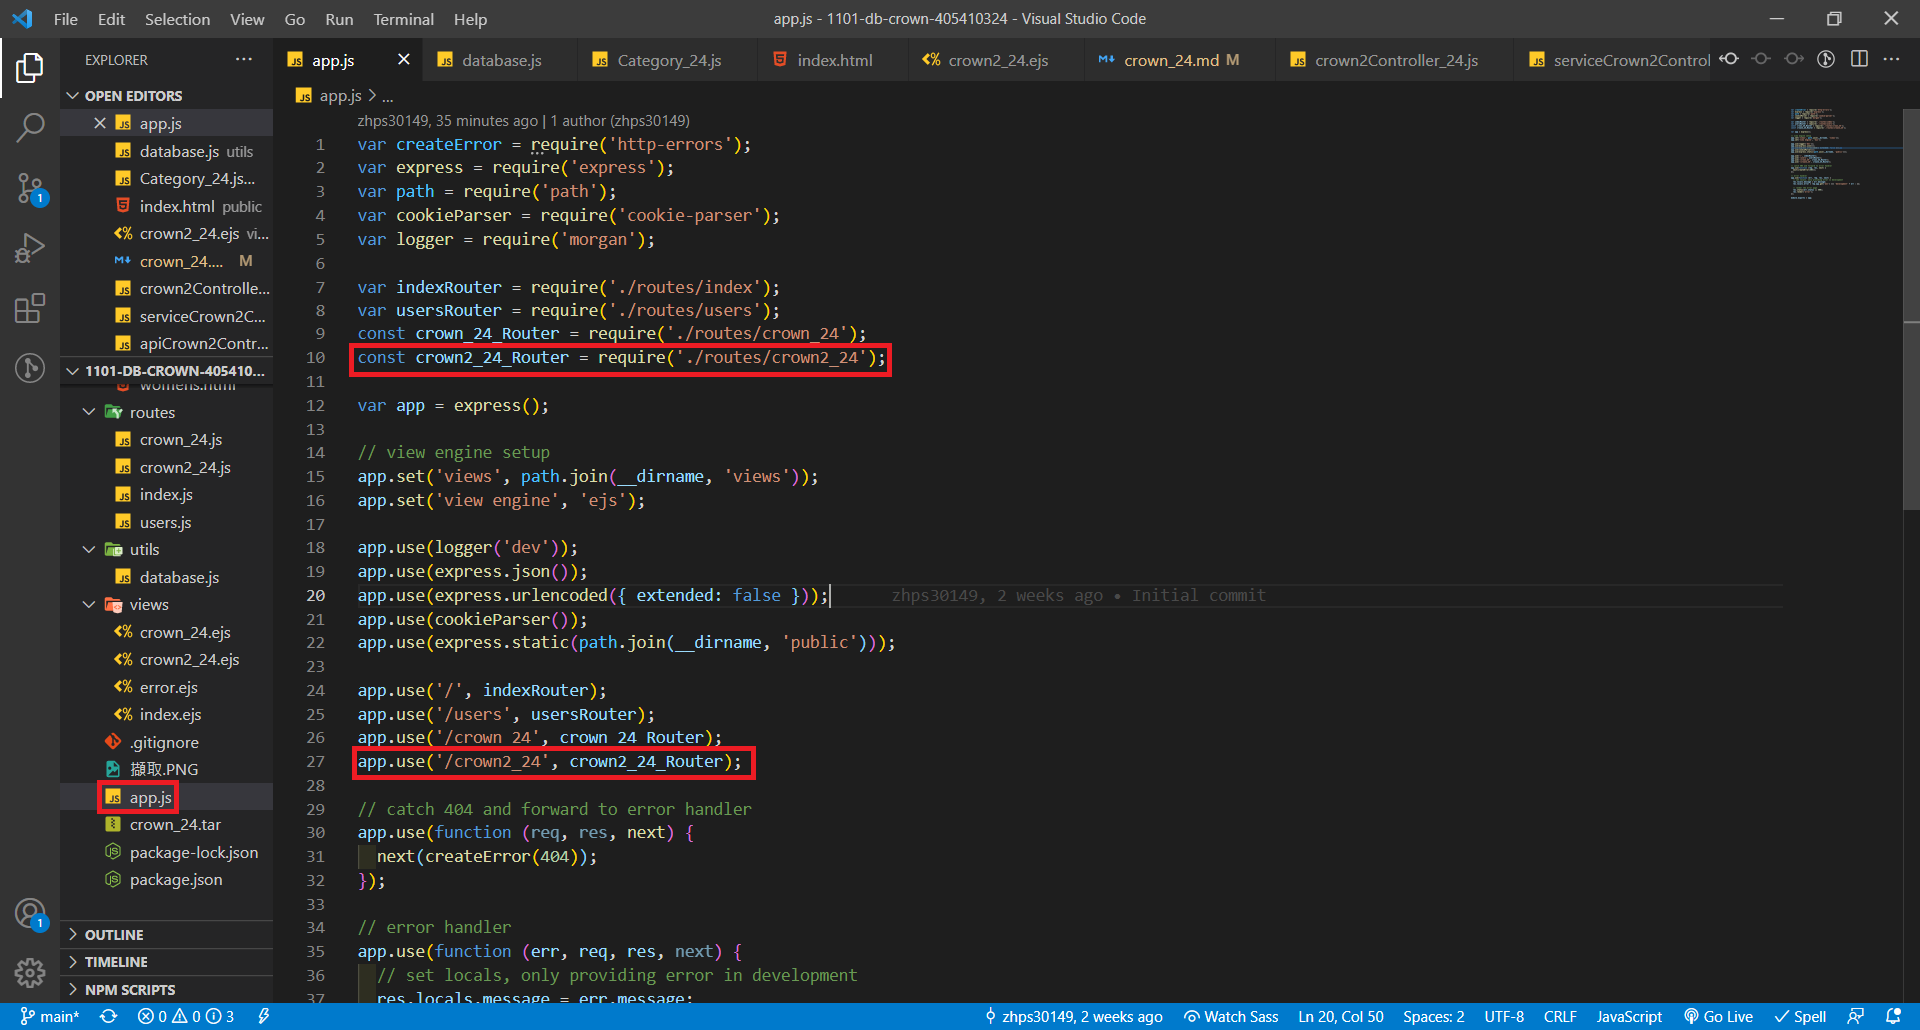 File Edit Selection View Go Run Terminal Help
app.js - 1101-db-crown-405410324 - Visual Studio Code
EXPLORER
OPEN EDITORS
app.js
database.js utils
Category_24.js...
index.html public
crown2_24.ejs vi...
crown_24.... M
crown2Controlle...
serviceCrown2C...
apiCrown2Contr...
1101-DB-CROWN-405410...
womens.html
routes
crown_24.js
crown2_24.js
index.js
users.js
utils
database.js
views
crown_24.ejs
crown2_24.ejs
error.ejs
index.ejs
.gitignore
擷取.PNG
app.js
crown_24.tar
package-lock.json
package.json
OUTLINE
TIMELINE
NPM SCRIPTS
1
1
app.js database.js Category_24.js index.html crown2_24.ejs crown_24.md M crown2Controller_24.js serviceCrown2Control
app.js > ...
zhps30149, 35 minutes ago | 1 author (zhps30149)
1 var createError = require('http-errors');
2 var express = require('express');
3 var path = require('path');
4 var cookieParser = require('cookie-parser');
5 var logger = require('morgan');
6
7 var indexRouter = require('./routes/index');
8 var usersRouter = require('./routes/users');
9 const crown_24_Router = require('./routes/crown_24');
10 const crown2_24_Router = require('./routes/crown2_24');
11
12 var app = express();
13
14 // view engine setup
15 app.set('views', path.join(__dirname, 'views'));
16 app.set('view engine', 'ejs');
17
18 app.use(logger('dev'));
19 app.use(express.json());
20 app.use(express.urlencoded({ extended: false })); zhps30149, 2 weeks ago • Initial commit
21 app.use(cookieParser());
22 app.use(express.static(path.join(__dirname, 'public')));
23
24 app.use('/', indexRouter);
25 app.use('/users', usersRouter);
26 app.use('/crown_24', crown_24_Router);
27 app.use('/crown2_24', crown2_24_Router);
28
29 // catch 404 and forward to error handler
30 app.use(function (req, res, next) {
31 next(createError(404));
32 });
33
34 // error handler
35 app.use(function (err, req, res, next) {
36 // set locals, only providing error in development
37 res.locals.message = err.message;
main* 0 0 3 zhps30149, 2 weeks ago Watch Sass Ln 20, Col 50 Spaces: 2 UTF-8 CRLF JavaScript Go Live Spell